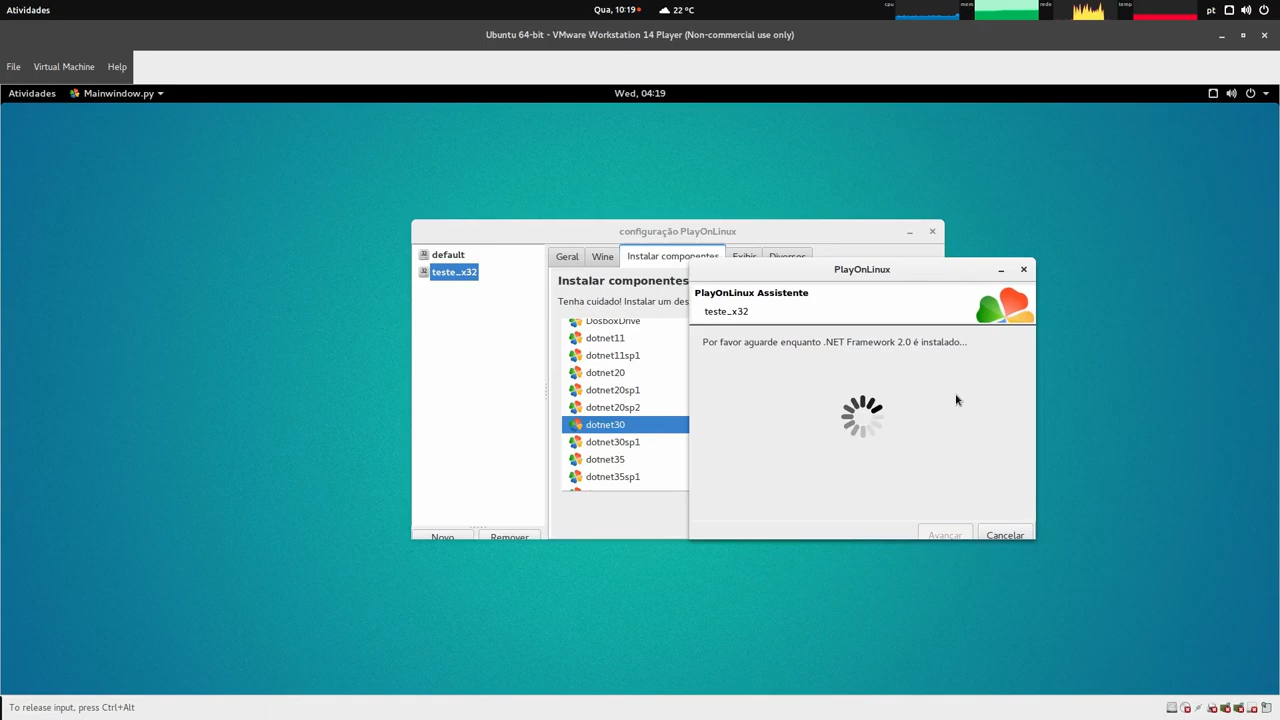 Atividades
Qua, 10:19
22 °C
cpu
mem
rede
temp
pt
Ubuntu 64-bit - VMware Workstation 14 Player (Non-commercial use only)
File Virtual Machine Help
Atividades
Mainwindow.py
Wed, 04:19
configuração PlayOnLinux
default
teste_x32
Novo
Remover
Geral
Wine
Instalar componentes
Exibir
Diversos
Instalar componentes
Tenha cuidado! Instalar um des
DosboxDrive
dotnet11
dotnet11sp1
dotnet20
dotnet20sp1
dotnet20sp2
dotnet30
dotnet30sp1
dotnet35
dotnet35sp1
PlayOnLinux
PlayOnLinux Assistente
teste_x32
Por favor aguarde enquanto .NET Framework 2.0 é instalado...
Avançar
Cancelar
To release input, press Ctrl+Alt